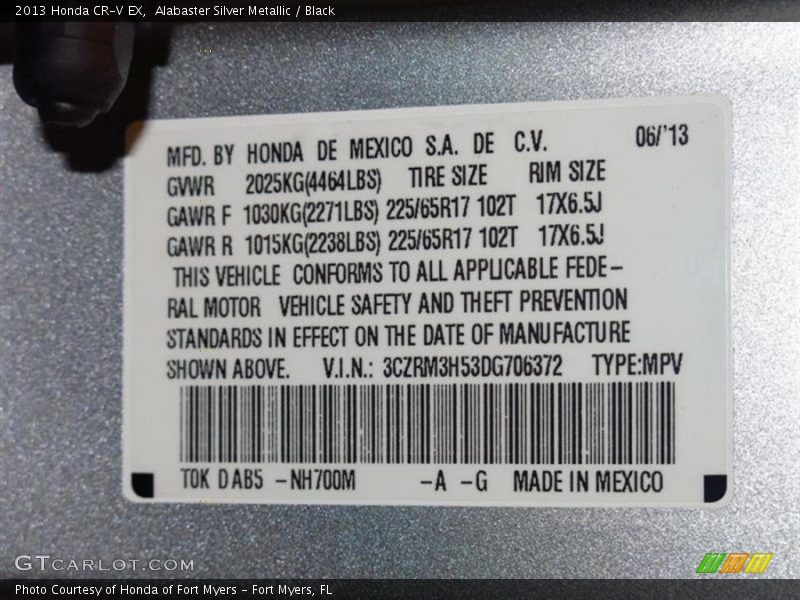 2013 Honda CR-V EX,  Alabaster Silver Metallic / Black
MFD. BY HONDA DE MEXICO S.A. DE C.V. 06/'13
GVWR 2025KG(4464LBS) TIRE SIZE RIM SIZE
GAWR F 1030KG(2271LBS) 225/65R17 102T 17X6.5J
GAWR R 1015KG(2238LBS) 225/65R17 102T 17X6.5J
THIS VEHICLE CONFORMS TO ALL APPLICABLE FEDE-
RAL MOTOR VEHICLE SAFETY AND THEFT PREVENTION
STANDARDS IN EFFECT ON THE DATE OF MANUFACTURE
SHOWN ABOVE. V.I.N.: 3CZRM3H53DG706372 TYPE:MPV
T0K DAB5 -NH700M -A -G MADE IN MEXICO
GTCARLOT.COM
Photo Courtesy of Honda of Fort Myers - Fort Myers, FL